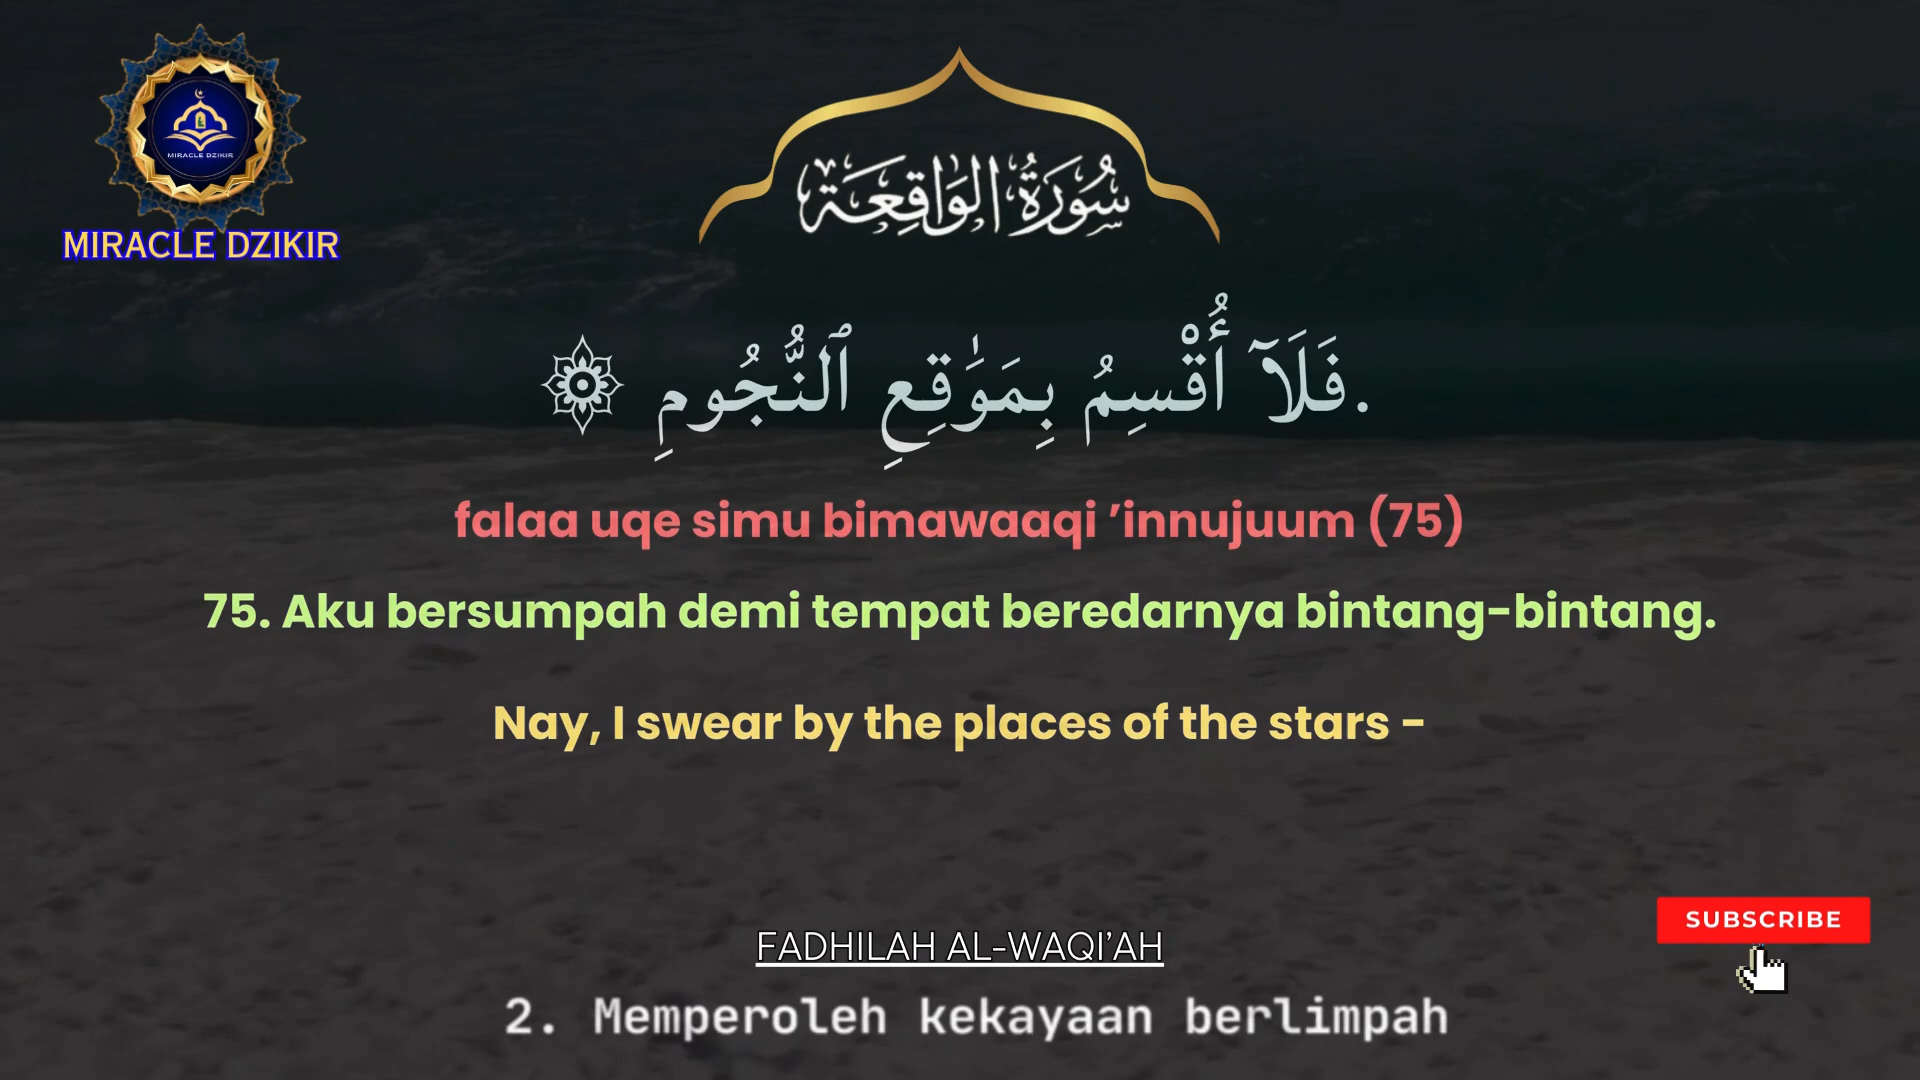 MIRACLE DZIKIR
MIRACLE DZIKIR
سُورَةُ الوَاقِعَة
فَلَآ أُقْسِمُ بِمَوَٰقِعِ ٱلنُّجُومِ.
falaa uqe simu bimawaaqi ’innujuum (75)
75. Aku bersumpah demi tempat beredarnya bintang-bintang.
Nay, I swear by the places of the stars -
SUBSCRIBE
FADHILAH AL-WAQI’AH
2. Memperoleh kekayaan berlimpah